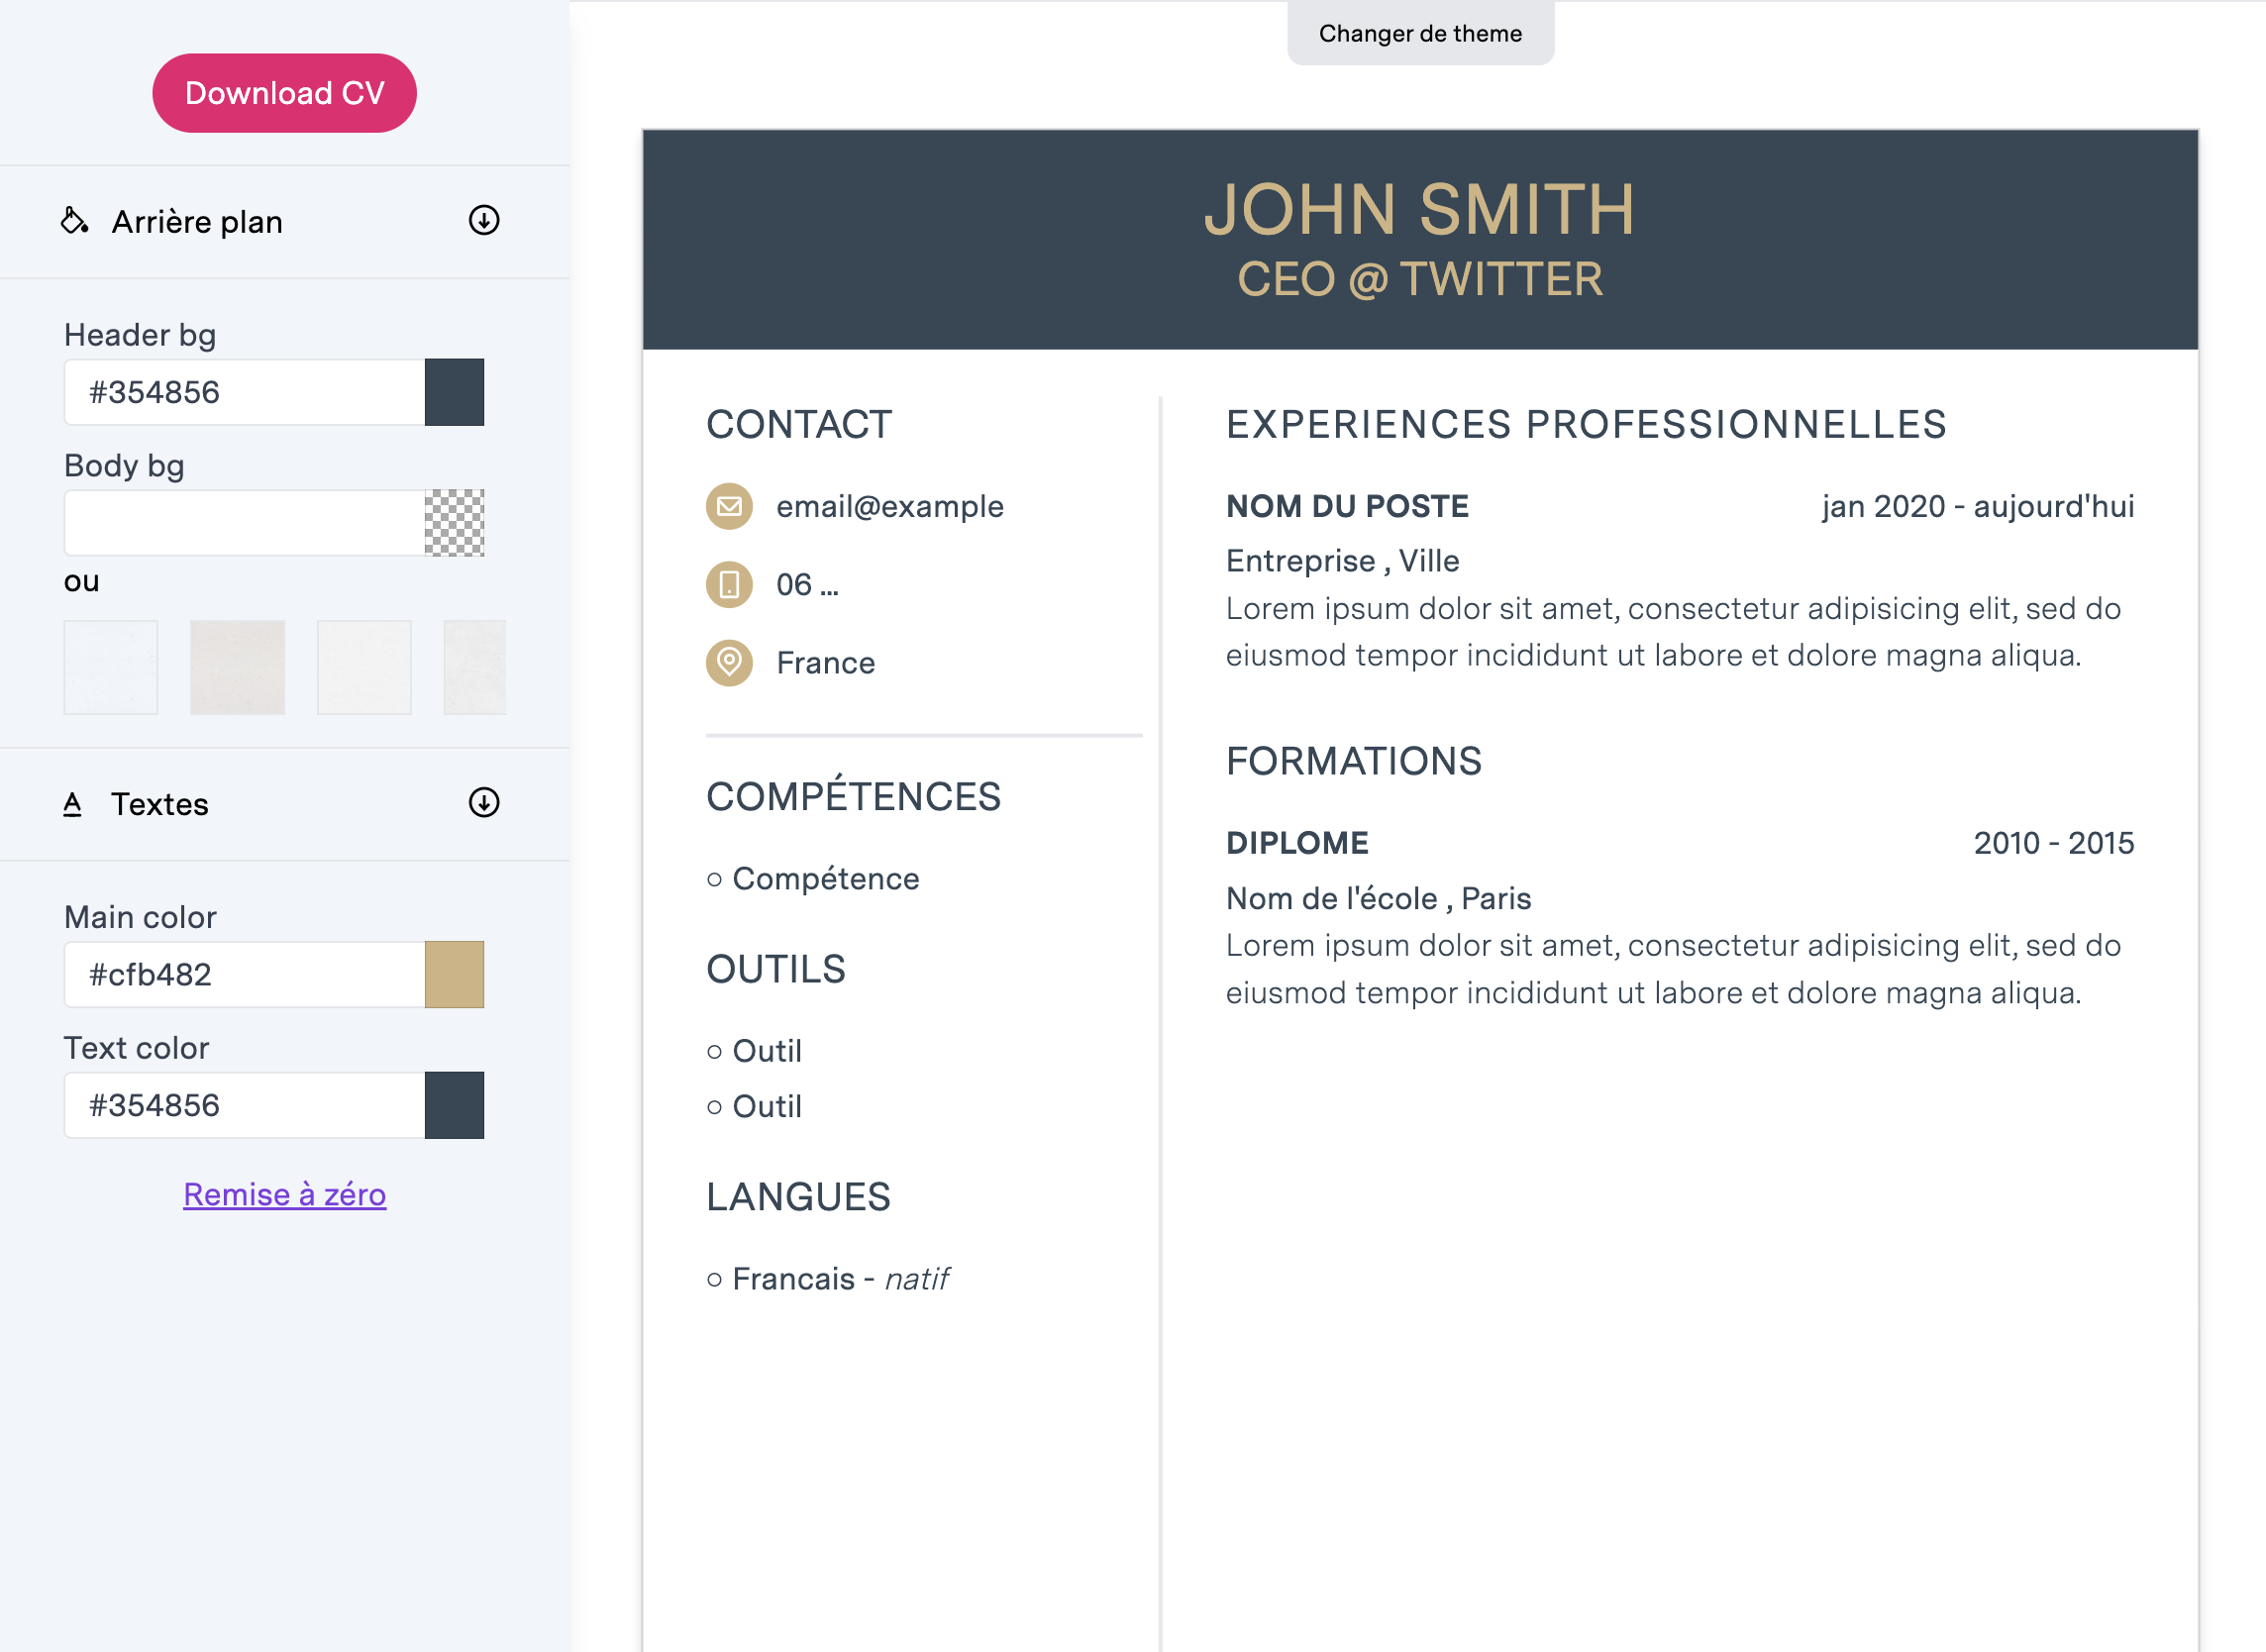 Download CV
Arrière plan
Header bg
#354856
Body bg
ou
Textes
Main color
#cfb482
Text color
#354856
Remise à zéro
Changer de theme
JOHN SMITH
CEO @ TWITTER
CONTACT
email@example
06 ...
France
COMPÉTENCES
Compétence
OUTILS
Outil
Outil
LANGUES
Francais - natif
EXPERIENCES PROFESSIONNELLES
NOM DU POSTE jan 2020 - aujourd'hui
Entreprise , Ville
Lorem ipsum dolor sit amet, consectetur adipisicing elit, sed do
eiusmod tempor incididunt ut labore et dolore magna aliqua.
FORMATIONS
DIPLOME 2010 - 2015
Nom de l'école , Paris
Lorem ipsum dolor sit amet, consectetur adipisicing elit, sed do
eiusmod tempor incididunt ut labore et dolore magna aliqua.